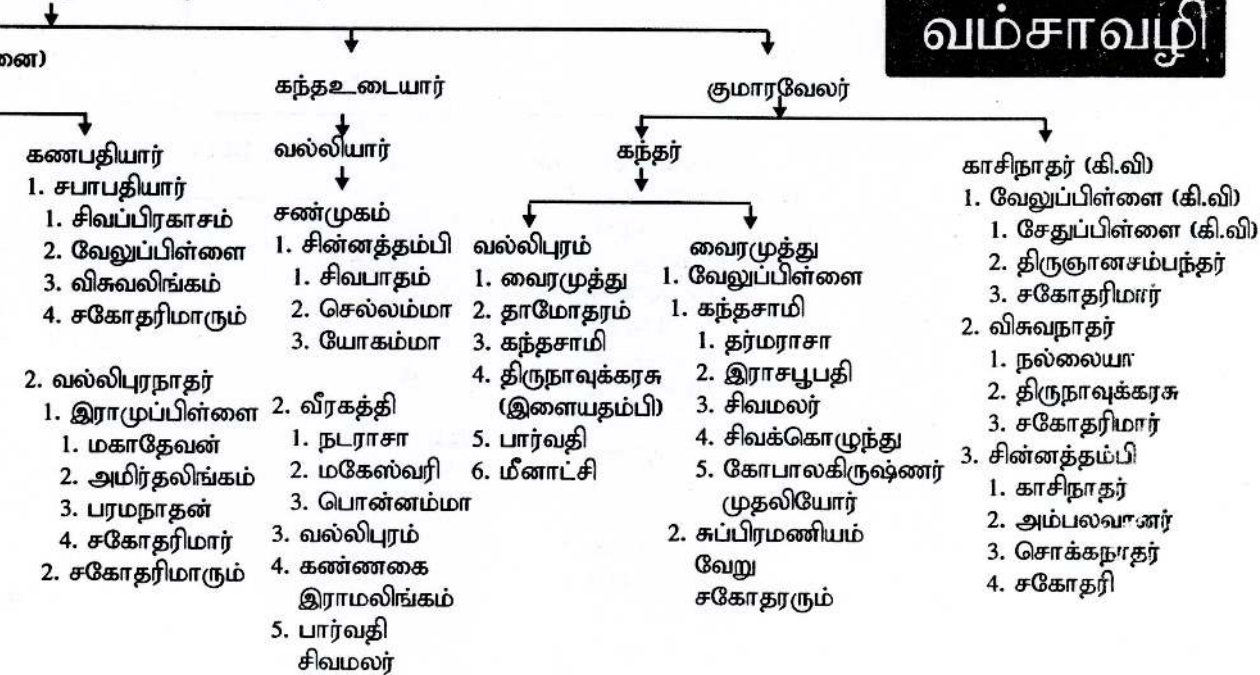 வம்சாவழி
கந்தஉடையார்
குமாரவேலர்
கணபதியார்
1. சபாபதியார்
1. சிவப்பிரகாசம்
2. வேலுப்பிள்ளை
3. விசுவலிங்கம்
4. சகோதரிமாரும்
2. வல்லிபுரநாதர்
1. இராமுப்பிள்ளை
1. மகாதேவன்
2. அமிர்தலிங்கம்
3. பரமநாதன்
4. சகோதரிமார்
2. சகோதரிமாரும்
வல்லியார்
சண்முகம்
1. சின்னத்தம்பி
1. சிவபாதம்
2. செல்லம்மா
3. யோகம்மா
2. வீரகத்தி
1. நடராசா
2. மகேஸ்வரி
3. பொன்னம்மா
3. வல்லிபுரம்
4. கண்ணகை
இராமலிங்கம்
5. பார்வதி
சிவமலர்
கந்தர்
வல்லிபுரம்
1. வைரமுத்து
2. தாமோதரம்
3. கந்தசாமி
4. திருநாவுக்கரசு
(இளையதம்பி)
5. பார்வதி
6. மீனாட்சி
வைரமுத்து
1. வேலுப்பிள்ளை
1. கந்தசாமி
1. தர்மராசா
2. இராசபூபதி
3. சிவமலர்
4. சிவக்கொழுந்து
5. கோபாலகிருஷ்ணர்
முதலியோர்
2. சுப்பிரமணியம்
வேறு
சகோதரரும்
காசிநாதர் (கி.வி)
1. வேலுப்பிள்ளை (கி.வி)
1. சேதுப்பிள்ளை (கி.வி)
2. திருஞானசம்பந்தர்
3. சகோதரிமார்
2. விசுவநாதர்
1. நல்லையா
2. திருநாவுக்கரசு
3. சகோதரிமார்
3. சின்னத்தம்பி
1. காசிநாதர்
2. அம்பலவானர்
3. சொக்கநாதர்
4. சகோதரி